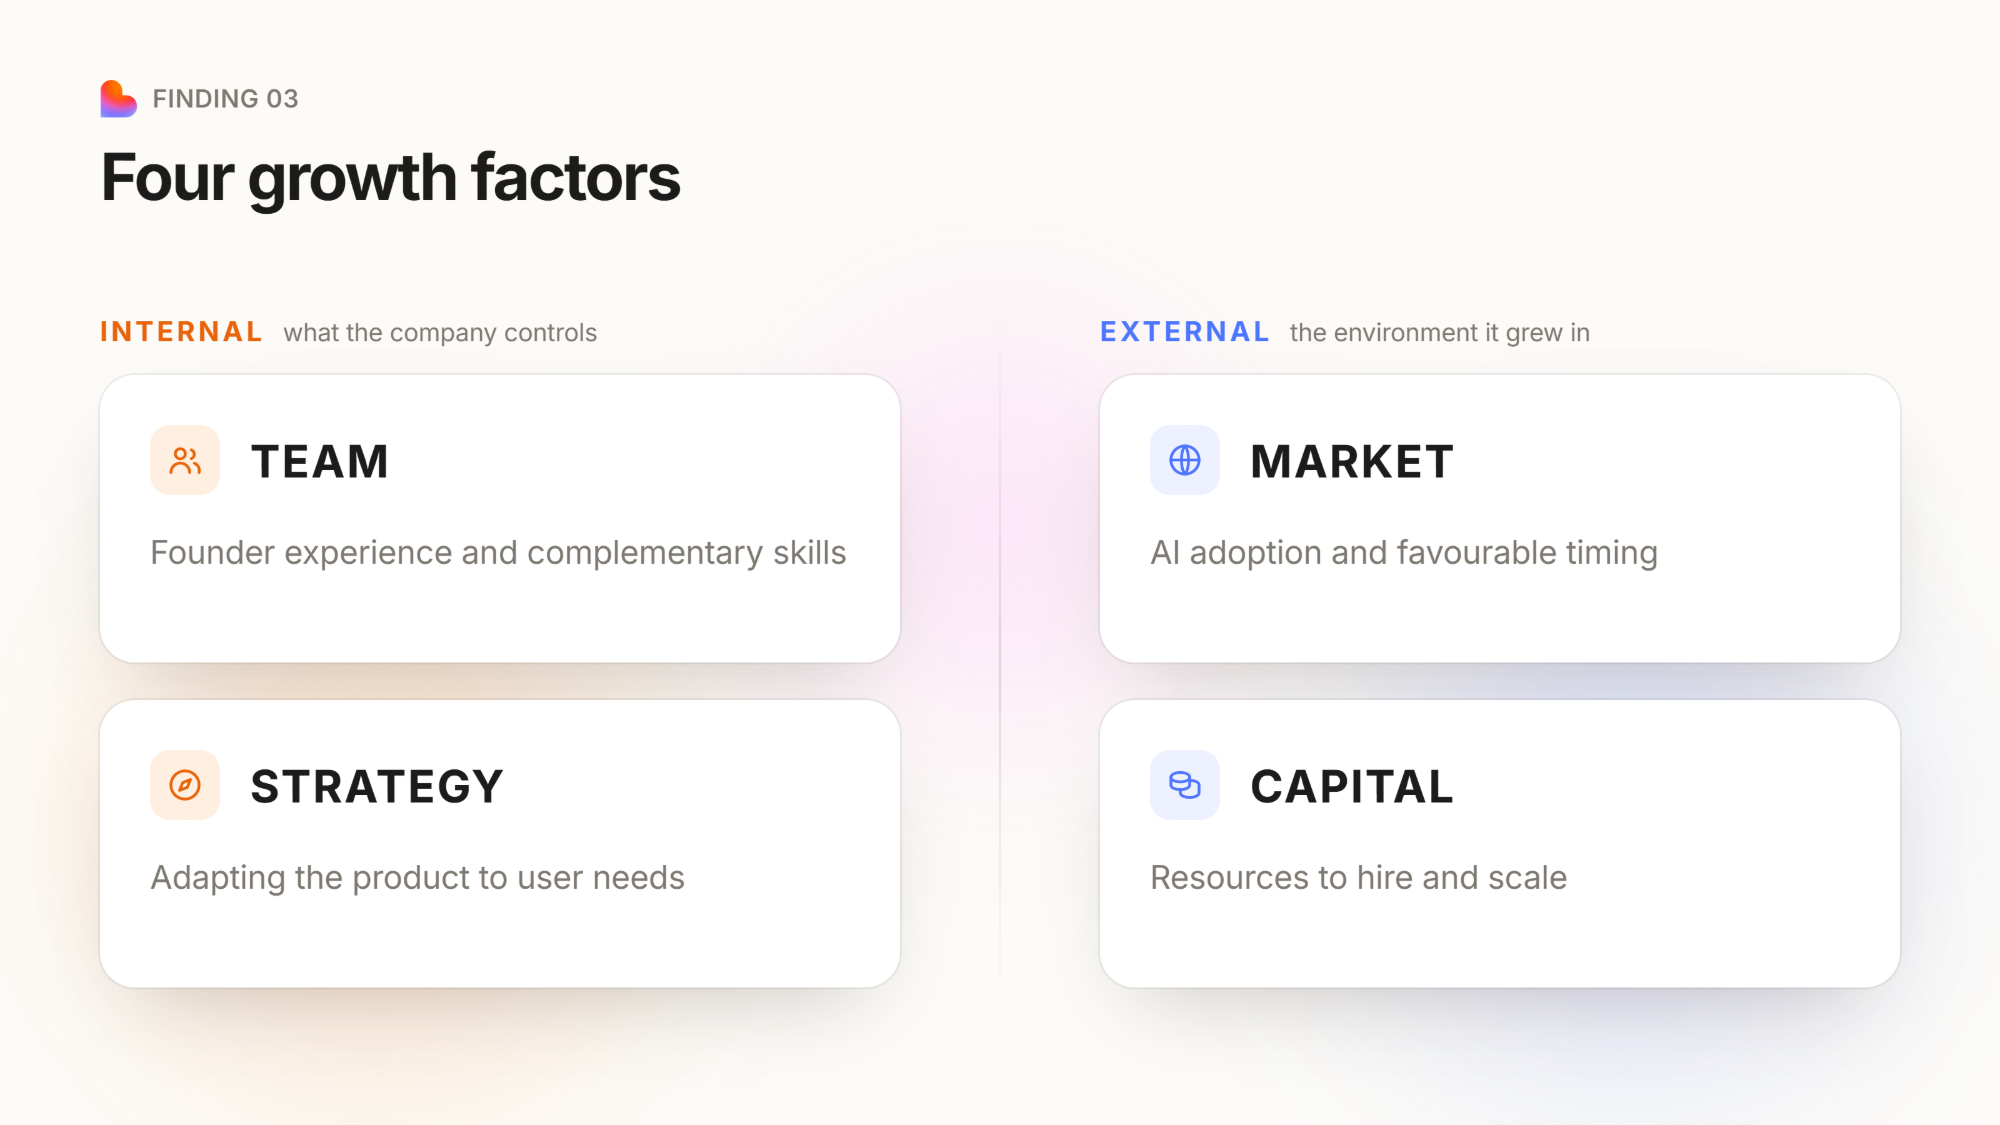 FINDING 03
Four growth factors
INTERNAL what the company controls
TEAM
Founder experience and complementary skills
STRATEGY
Adapting the product to user needs
EXTERNAL the environment it grew in
MARKET
AI adoption and favourable timing
CAPITAL
Resources to hire and scale